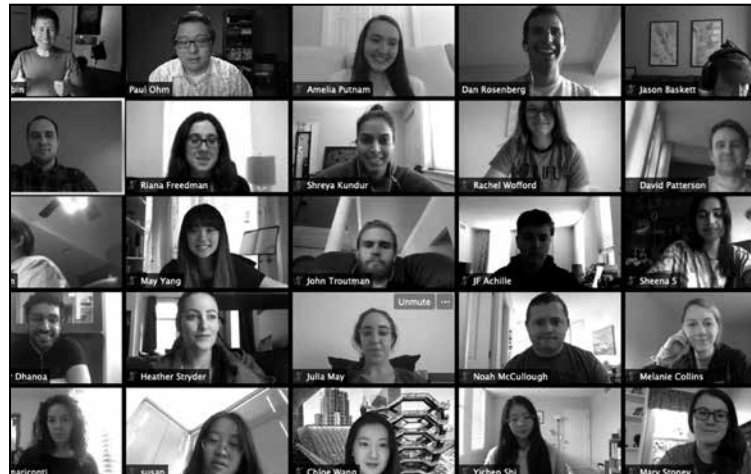 bin
Paul Ohm
Amelia Putnam
Dan Rosenberg
Jason Baskett
Riana Freedman
Shreya Kundur
Rachel Wofford
David Patterson
May Yang
John Troutman
JF Achille
Sheena S
Unmute
Dhanoa
Heather Stryder
Julia May
Noah McCullough
Melanie Collins
susan
Chloe Wang
Yichen Shi
Mary Stoney